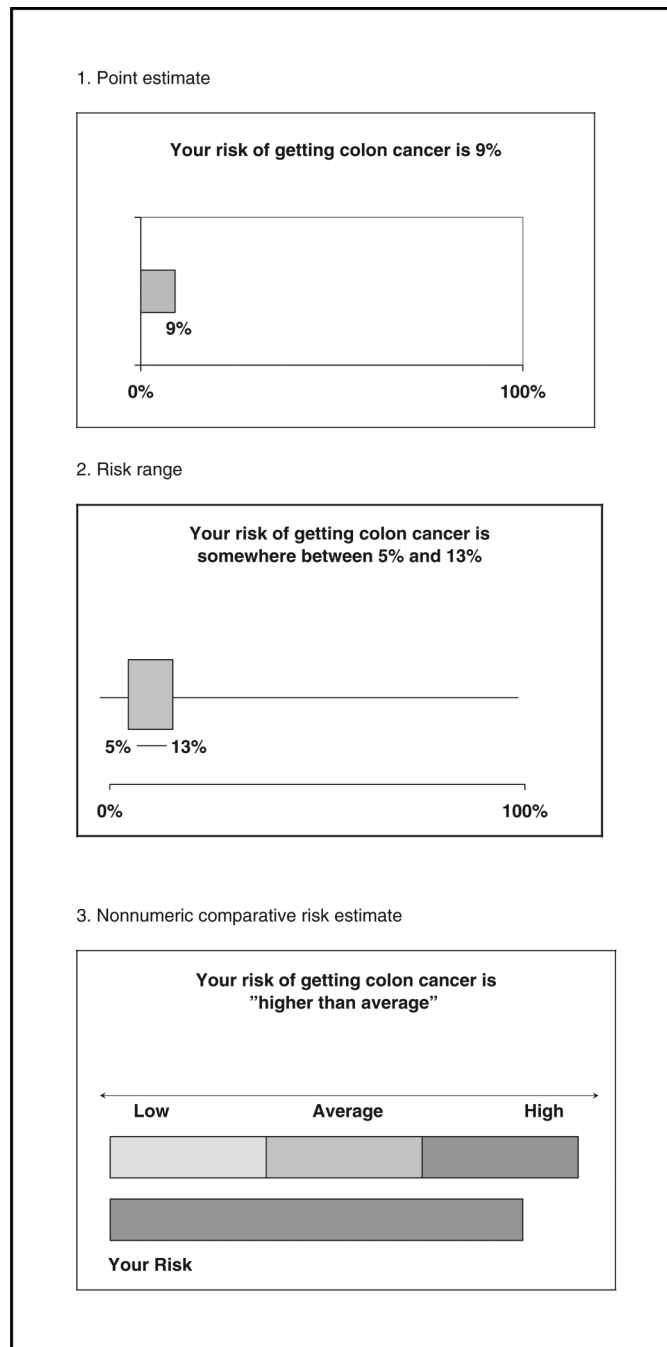 1. Point estimate
Your risk of getting colon cancer is 9%
9%
0% 100%
2. Risk range
Your risk of getting colon cancer is
somewhere between 5% and 13%
5% — 13%
0% 100%
3. Nonnumeric comparative risk estimate
Your risk of getting colon cancer is
”higher than average”
Low Average High
Your Risk